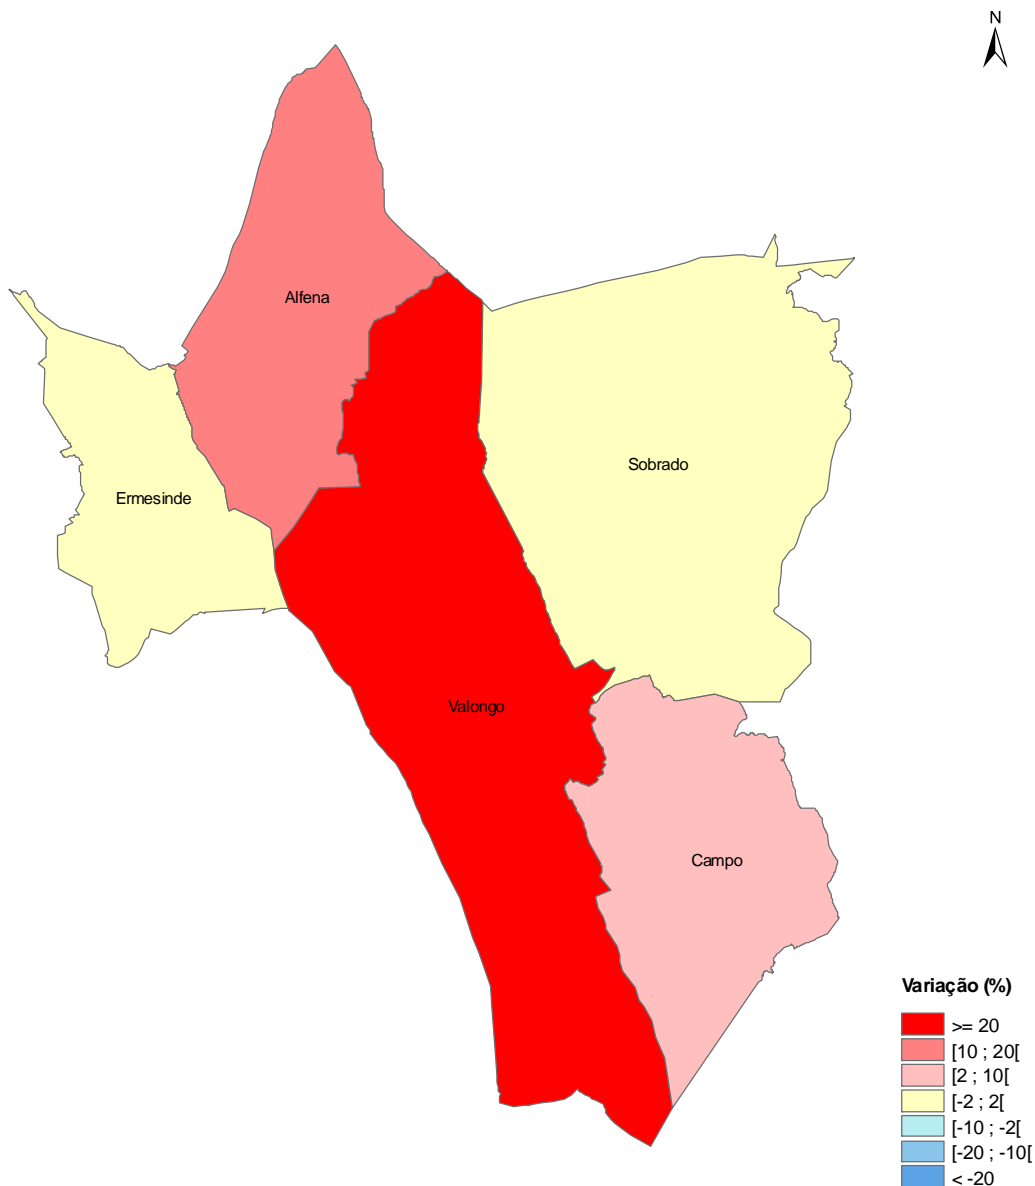 N
Alfena
Sobrado
Ermesinde
Valongo
Campo
Variação (%)
>= 20
[10 ; 20[
[2 ; 10[
[-2 ; 2[
[-10 ; -2[
[-20 ; -10[
< -20